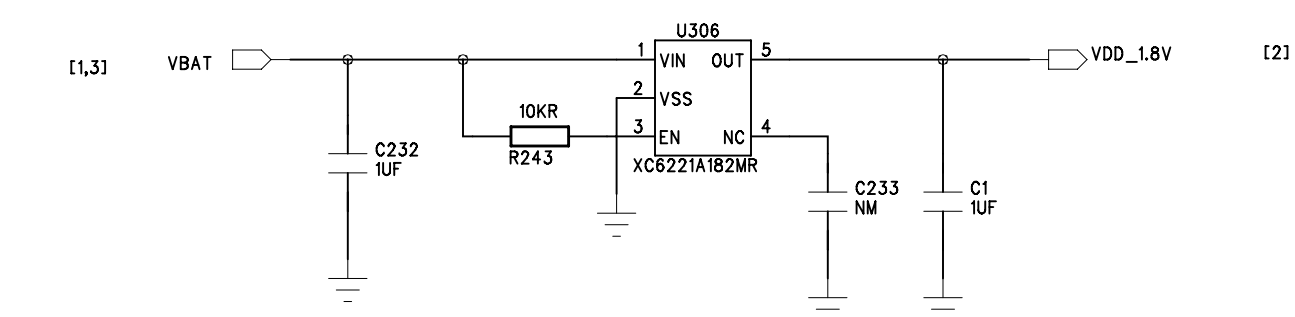 U306
[1,3]
VBAT
1
VIN
OUT
5
VDD_1.8V
[2]
2
VSS
10KR
3
EN
NC
4
R243
XC6221A182MR
C232
1UF
C233
NM
C1
1UF